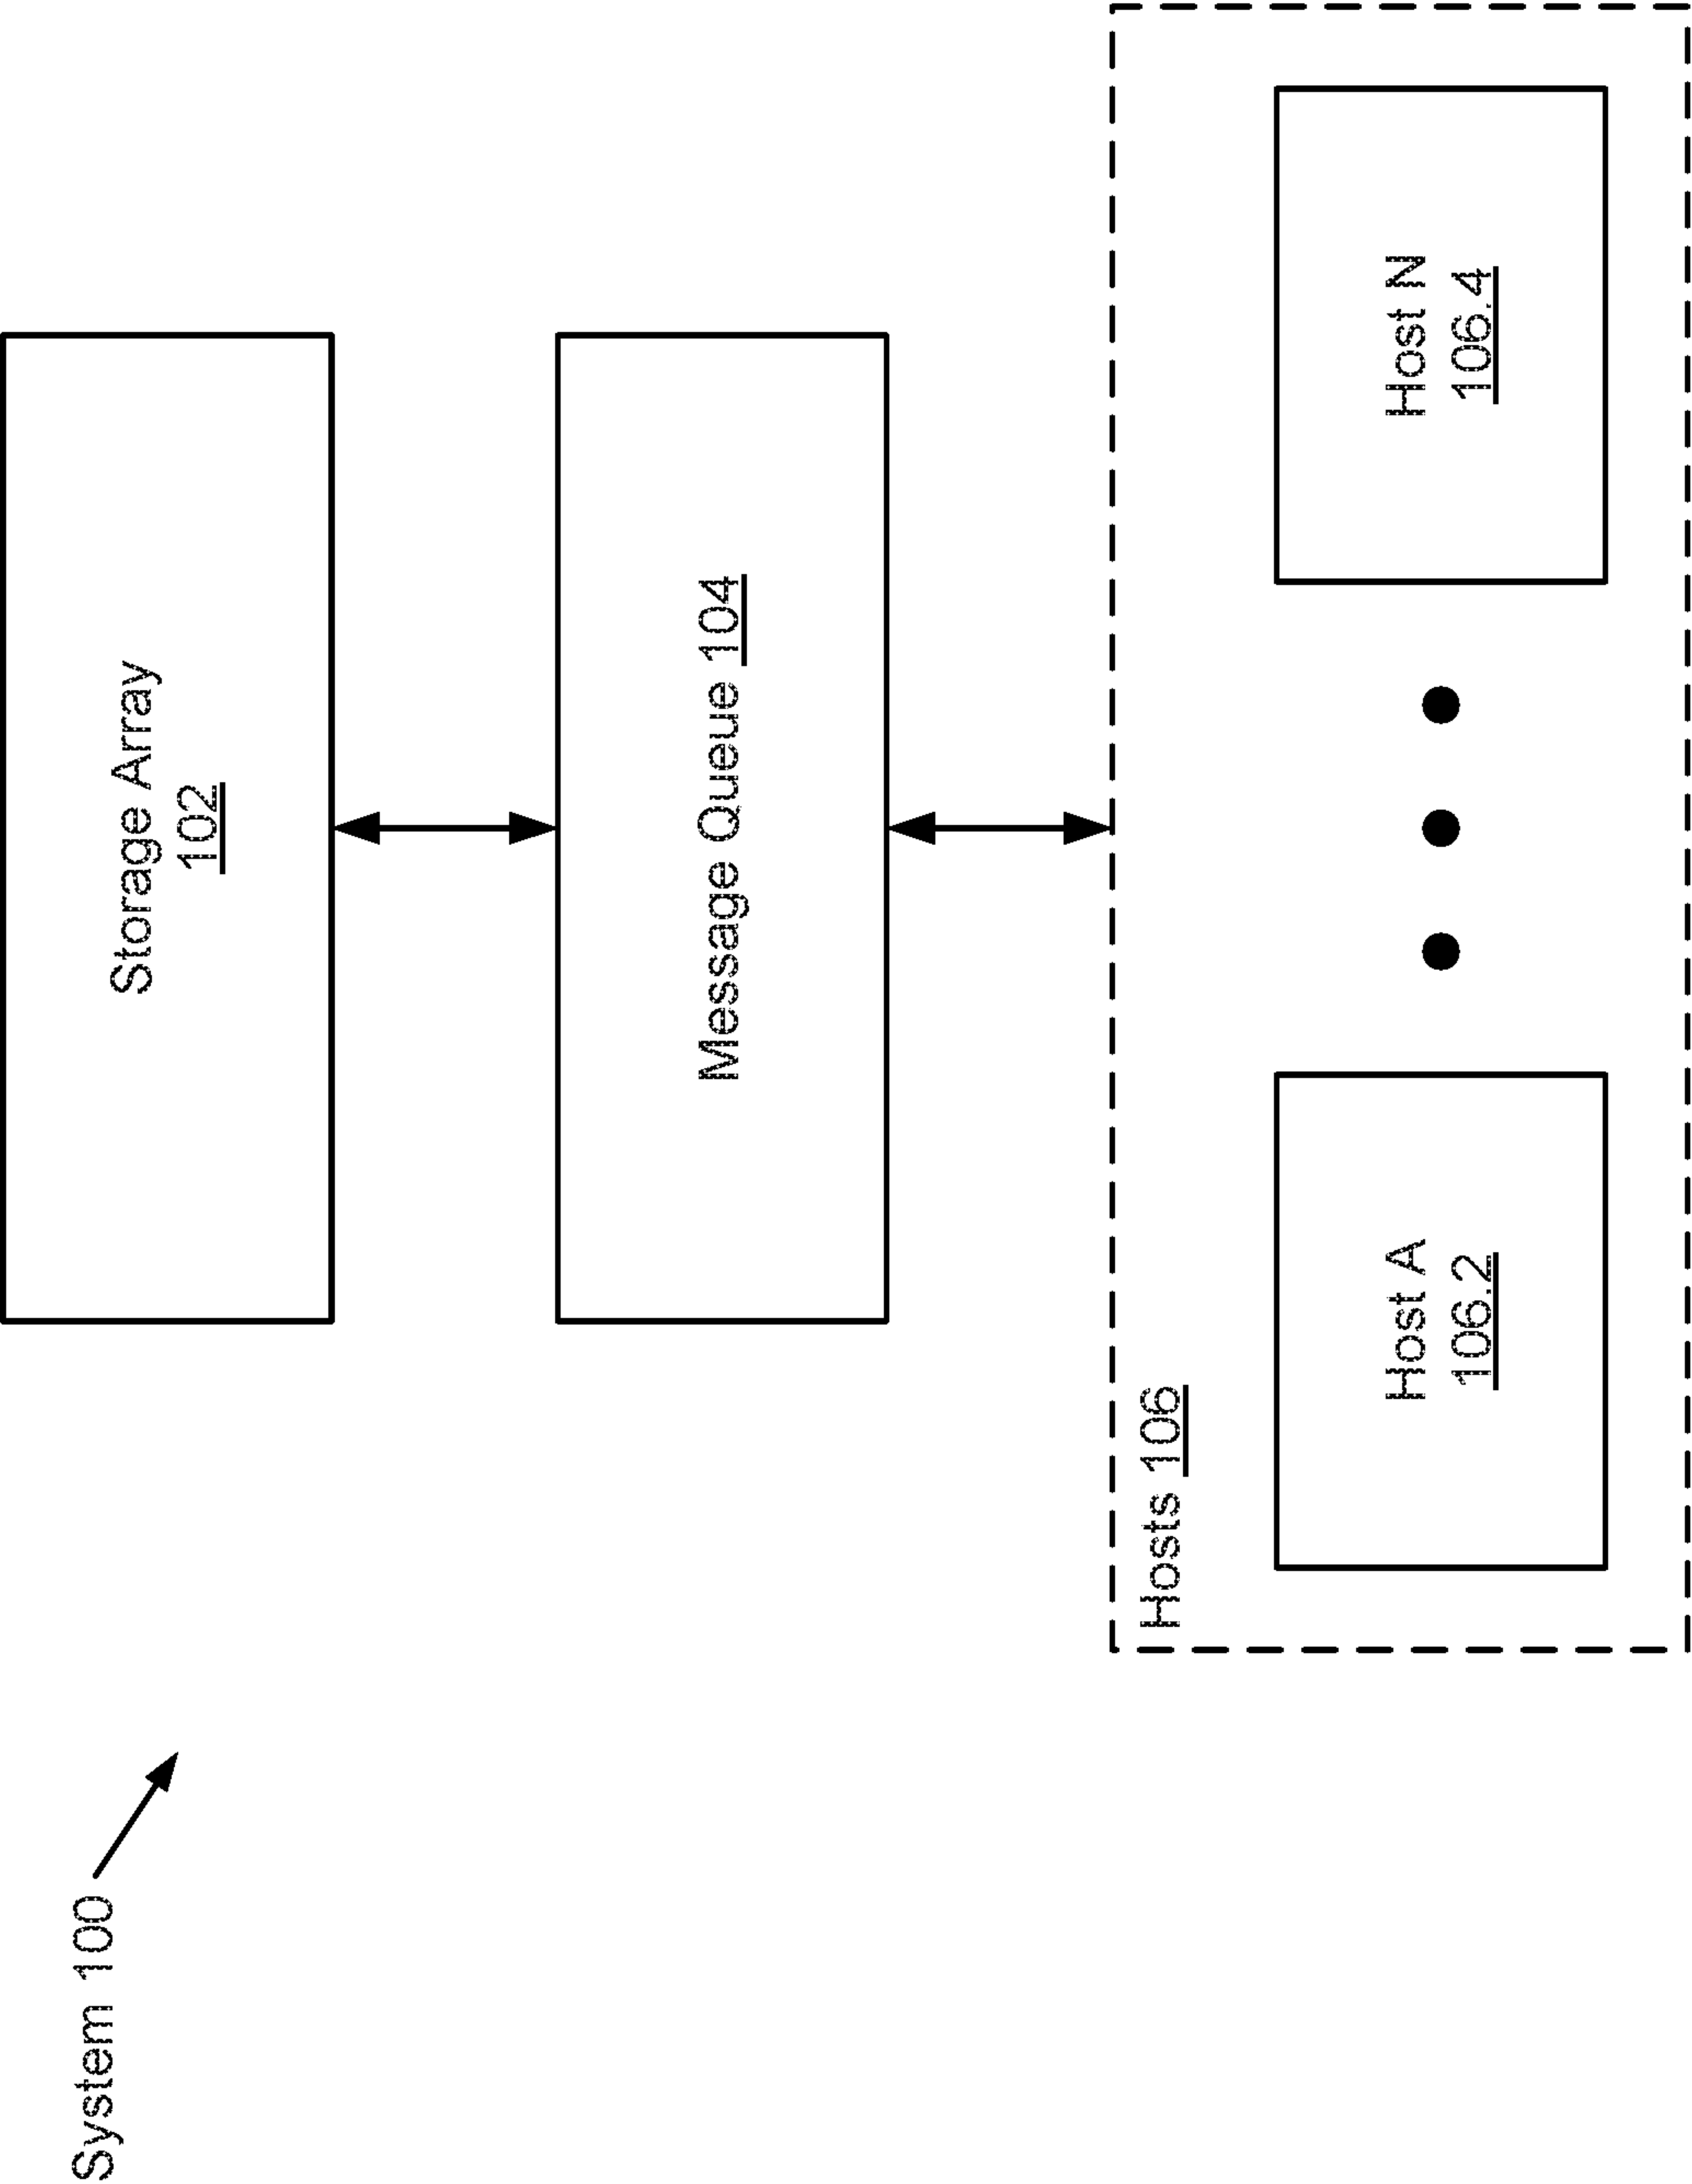 System 100
Storage Array
102
Message Queue 104
Hosts 106
Host A
106.2
Host N
106.4